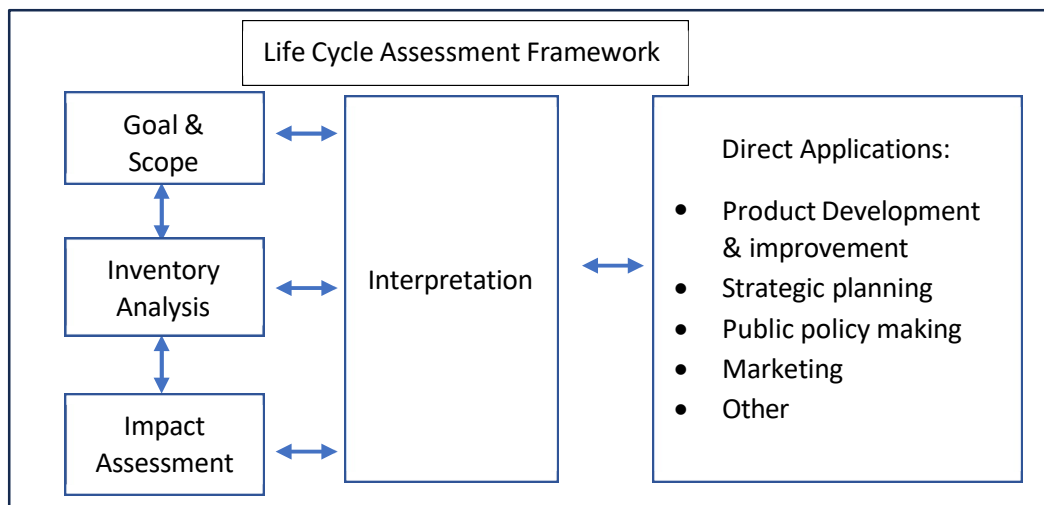 Life Cycle Assessment Framework
Goal &
Scope
Inventory
Analysis
Impact
Assessment
Interpretation
Direct Applications:
• Product Development
& improvement
• Strategic planning
• Public policy making
• Marketing
• Other